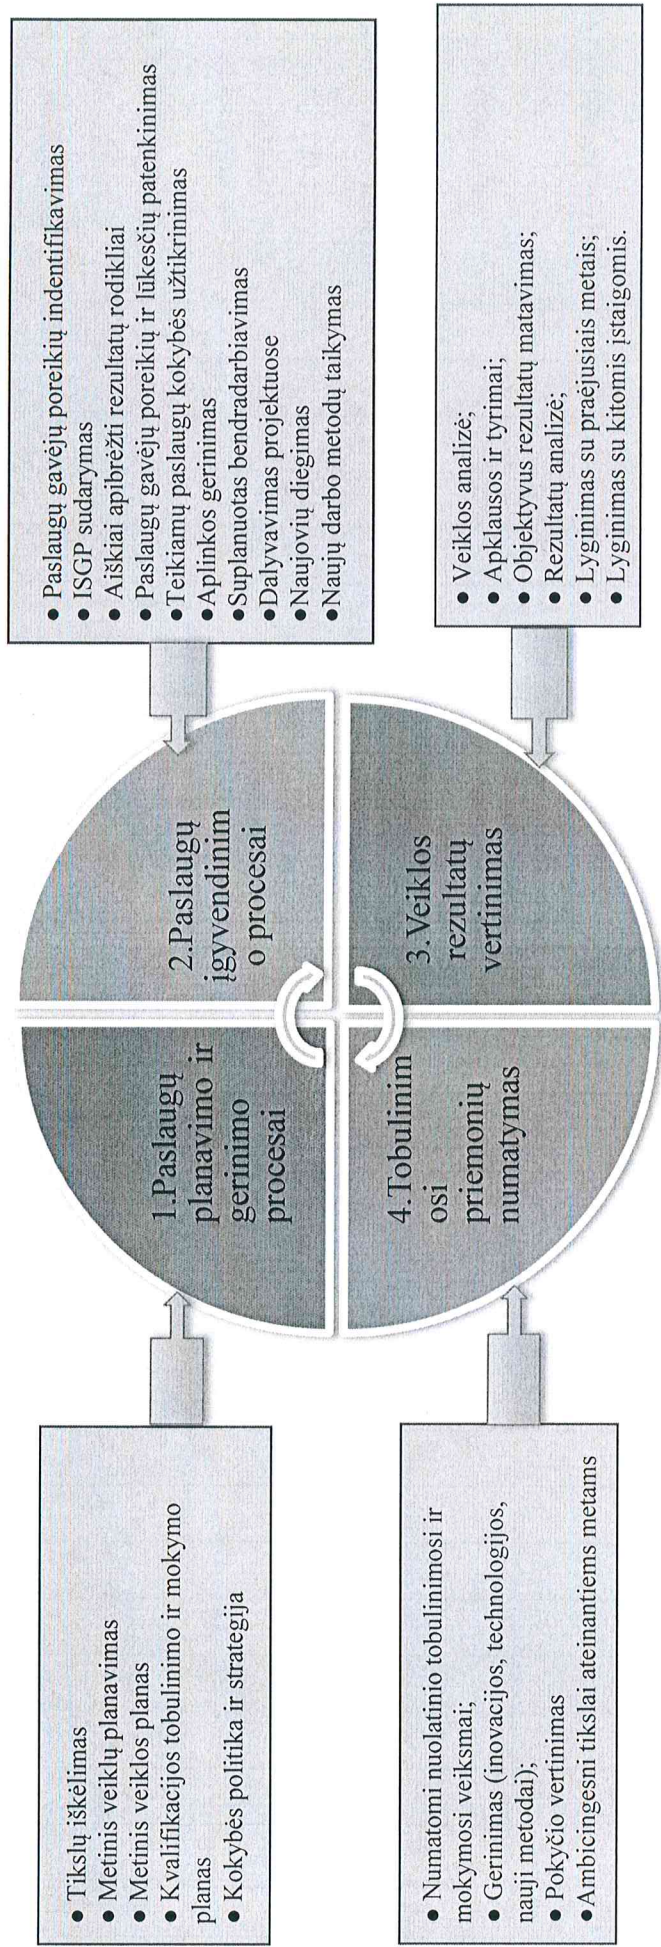 • Tikslų iškėlimas
• Metinis veiklų planavimas
• Metinis veiklos planas
• Kvalifikacijos tobulinimo ir mokymo
planas
• Kokybės politika ir strategija
1.Paslaugų
planavimo ir
gerinimo
procesai
2.Paslaugų
įgyvendinim
o procesai
• Paslaugų gavėjų poreikių indentifikavimas
• ISGP sudarymas
• Aiškiai apibrėžti rezultatų rodikliai
• Paslaugų gavėjų poreikių ir lūkesčių patenkinimas
• Teikiamų paslaugų kokybės užtikrinimas
• Aplinkos gerinimas
• Suplanuotas bendradarbiavimas
• Dalyvavimas projektuose
• Naujovių diegimas
• Naujų darbo metodų taikymas
• Numatomi nuolatinio tobulinimosi ir
mokymosi veiksmai;
• Gerinimas (inovacijos, technologijos,
nauji metodai);
• Pokyčio vertinimas
• Ambicingesni tikslai ateinantiems metams
4.Tobulinim
osi
priemonių
numatymas
3.Veiklos
rezultatų
vertinimas
• Veiklos analizė;
• Apklausos ir tyrimai;
• Objektyvus rezultatų matavimas;
• Rezultatų analizė;
• Lyginimas su praėjusiais metais;
• Lyginimas su kitomis įstaigomis.